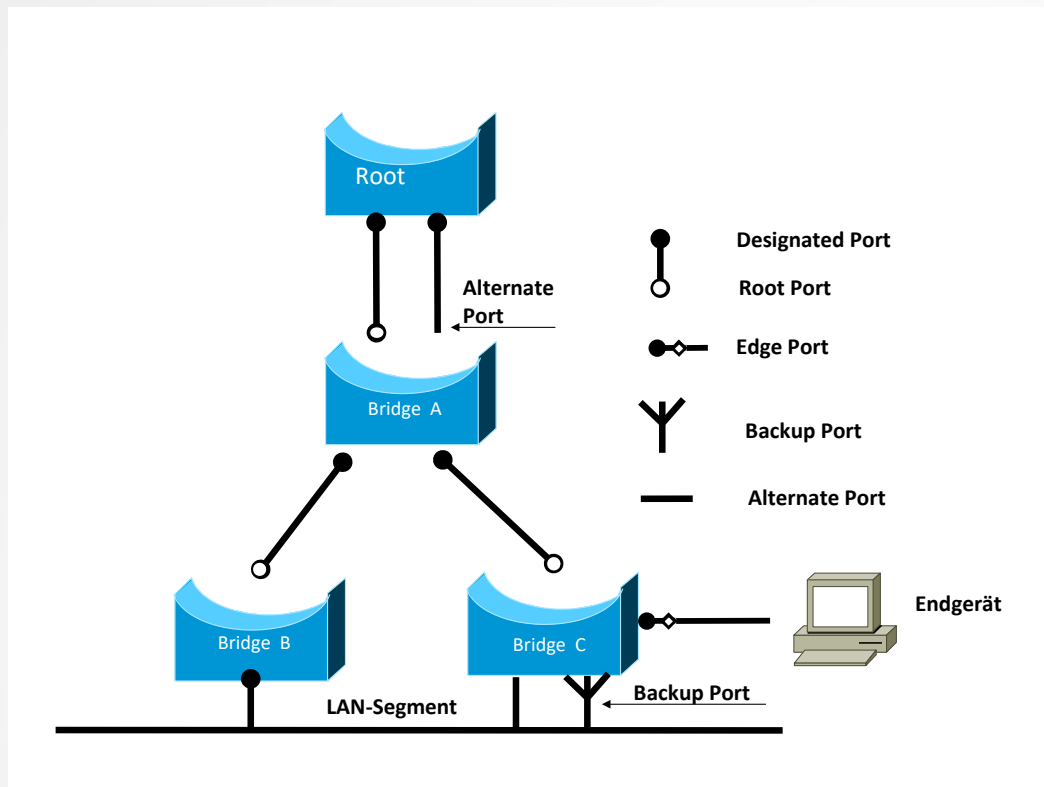 Root
Designated Port
Root Port
Alternate
Port
Edge Port
Bridge A
Backup Port
Alternate Port
Endgerät
Bridge B
Bridge C
Backup Port
LAN-Segment